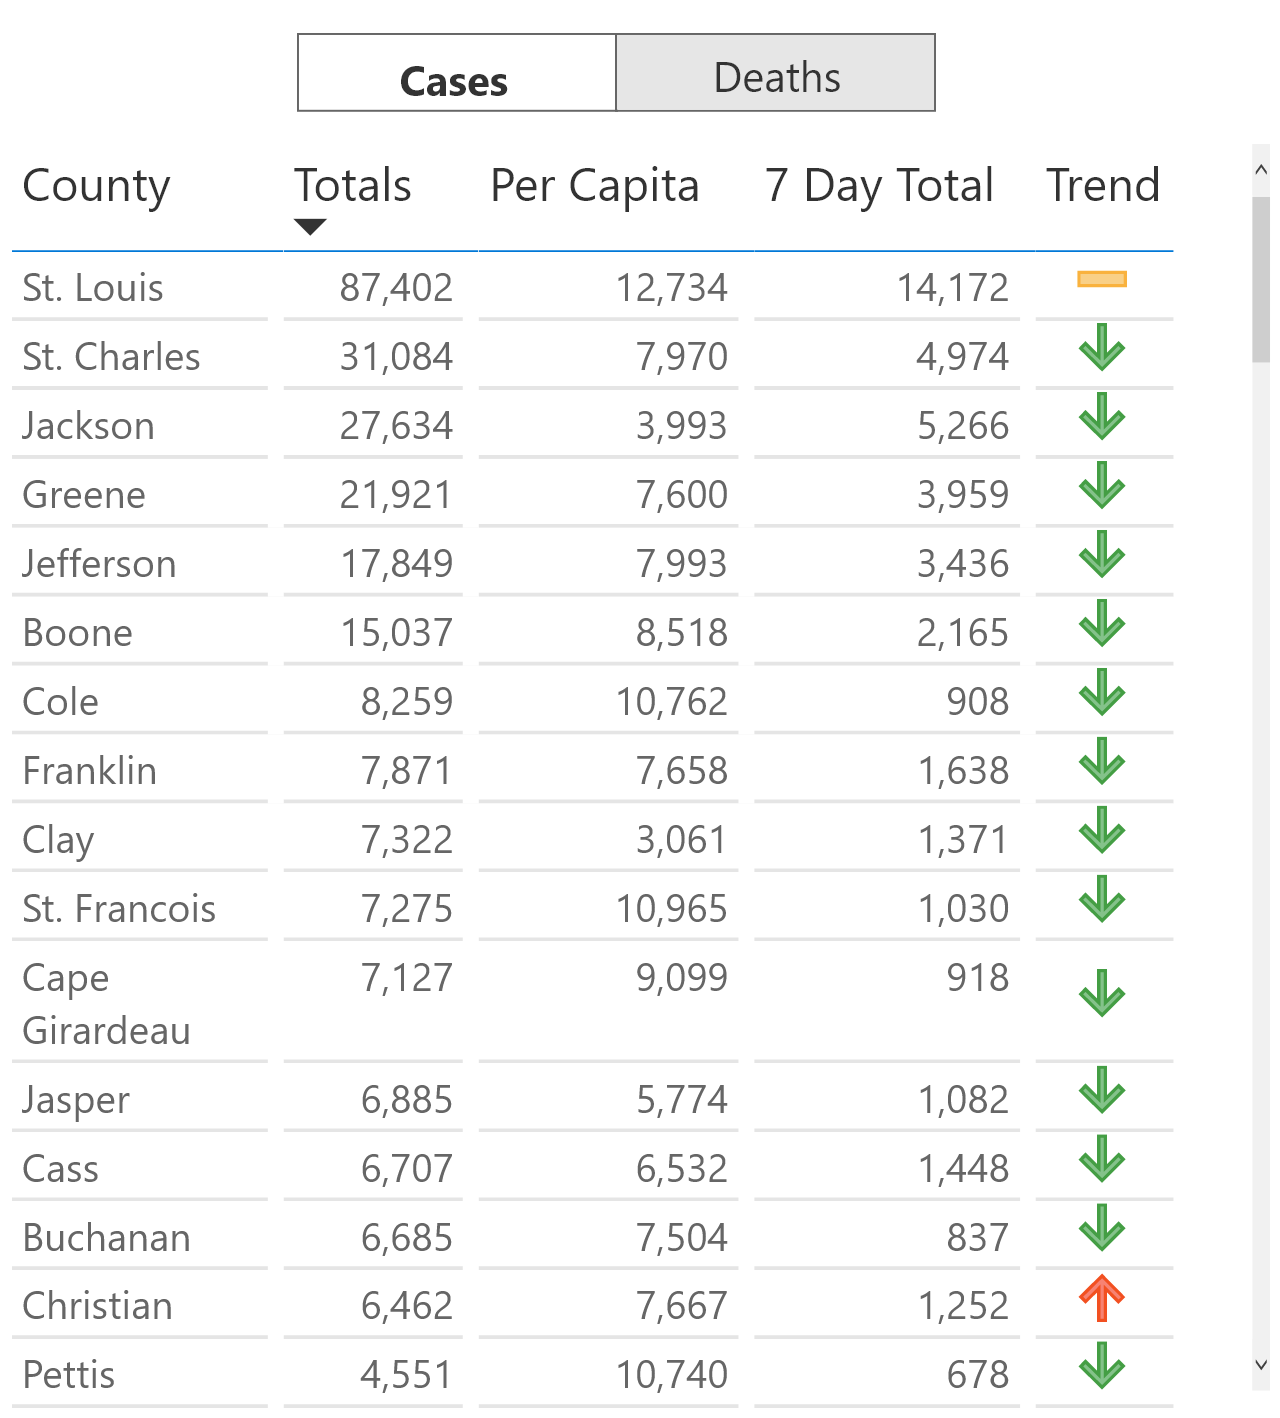 Cases Deaths
County Totals Per Capita 7 Day Total Trend
St. Louis 87,402 12,734 14,172
St. Charles 31,084 7,970 4,974
Jackson 27,634 3,993 5,266
Greene 21,921 7,600 3,959
Jefferson 17,849 7,993 3,436
Boone 15,037 8,518 2,165
Cole 8,259 10,762 908
Franklin 7,871 7,658 1,638
Clay 7,322 3,061 1,371
St. Francois 7,275 10,965 1,030
Cape 7,127 9,099 918
Girardeau
Jasper 6,885 5,774 1,082
Cass 6,707 6,532 1,448
Buchanan 6,685 7,504 837
Christian 6,462 7,667 1,252
Pettis 4,551 10,740 678